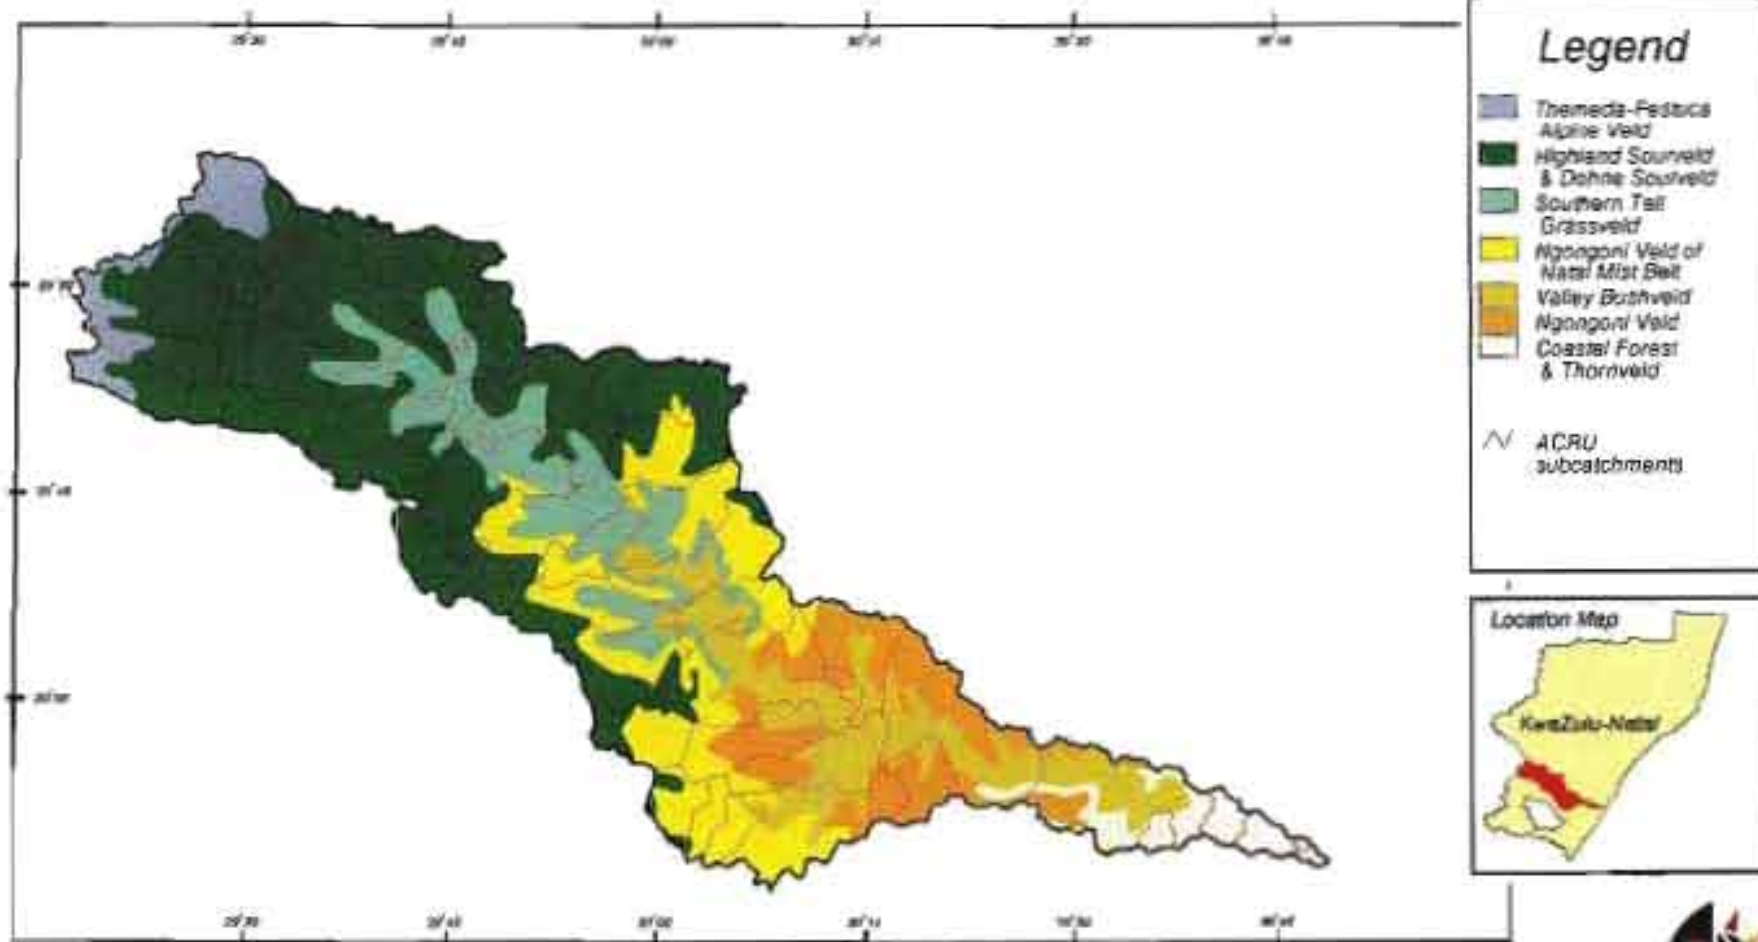 Legend
Themeda-Festuca
Alpine Veld
Highland Sourveld
& Dohne Sourveld
Southern Tall
Grassveld
Ngongoni Veld of
Natal Mist Belt
Valley Bushveld
Ngongoni Veld
Coastal Forest
& Thornveld
ACRU
subcatchments
Location Map
KwaZulu-Natal